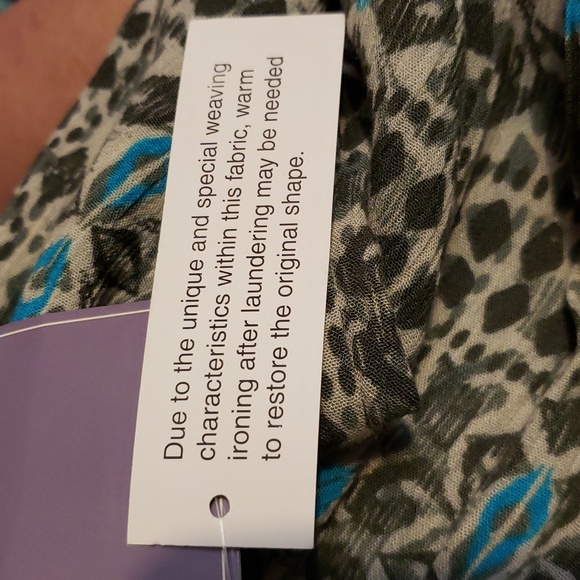 Due to the unique and special weaving
characteristics within this fabric, warm
ironing after laundering may be needed
to restore the original shape.